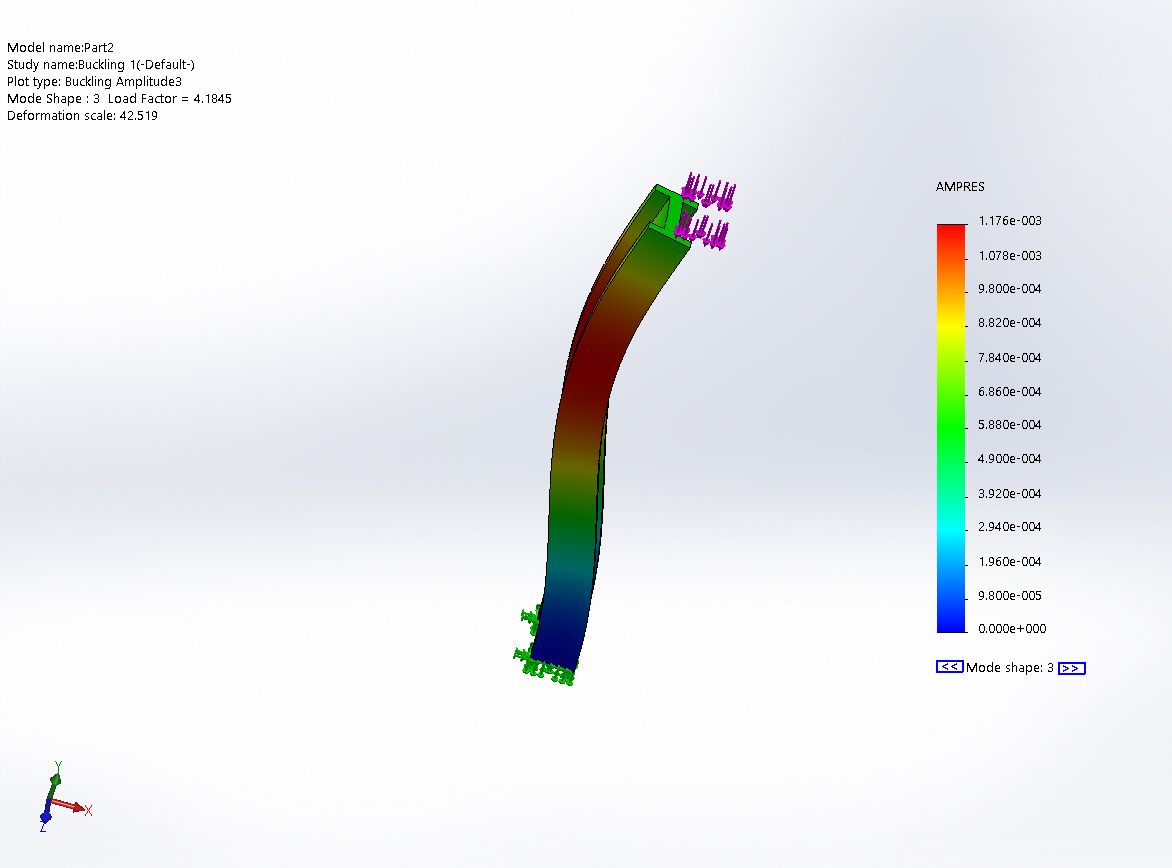 Model name:Part2
Study name:Buckling 1(-Default-)
Plot type: Buckling Amplitude3
Mode Shape : 3  Load Factor = 4.1845
Deformation scale: 42.519
AMPRES
1.176e-003
1.078e-003
9.800e-004
8.820e-004
7.840e-004
6.860e-004
5.880e-004
4.900e-004
3.920e-004
2.940e-004
1.960e-004
9.800e-005
0.000e+000
<< Mode shape: 3 >>
Y
X
Z